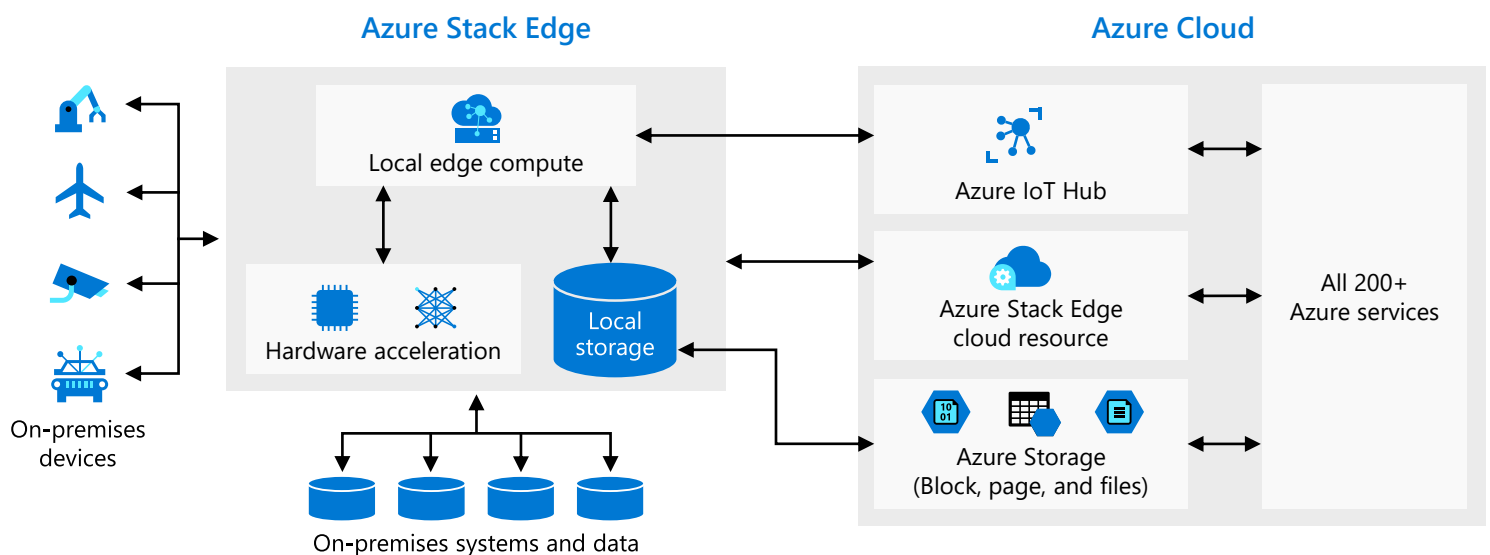 Azure Stack Edge
Azure Cloud
Local edge compute
Hardware acceleration
Local
storage
On-premises
devices
On-premises systems and data
Azure IoT Hub
Azure Stack Edge
cloud resource
10
01
Azure Storage
(Block, page, and files)
All 200+
Azure services